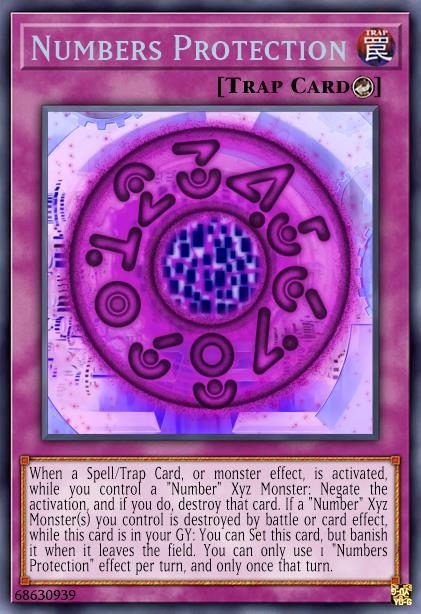 NUMBERS PROTECTION
TRAP
罠
[TRAP CARD]
When a Spell/Trap Card, or monster effect, is activated,
while you control a "Number" Xyz Monster: Negate the
activation, and if you do, destroy that card. If a "Number" Xyz
Monster(s) you control is destroyed by battle or card effect,
while this card is in your GY: You can Set this card, but banish
it when it leaves the field. You can only use 1 "Numbers
Protection" effect per turn, and only once that turn.
68630939